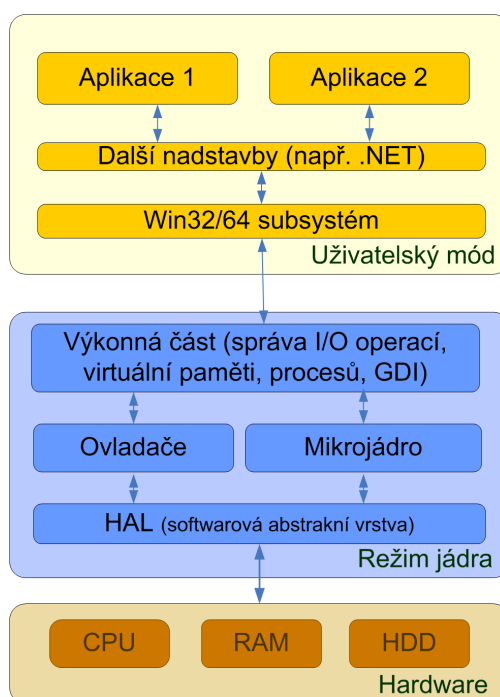 Aplikace 1
Aplikace 2
Další nadstavby (např. .NET)
Win32/64 subsystém
Uživatelský mód
Výkonná část (správa I/O operací,
virtuální paměti, procesů, GDI)
Ovladače
Mikrojádro
HAL (softwarová abstrakní vrstva)
Režim jádra
CPU
RAM
HDD
Hardware